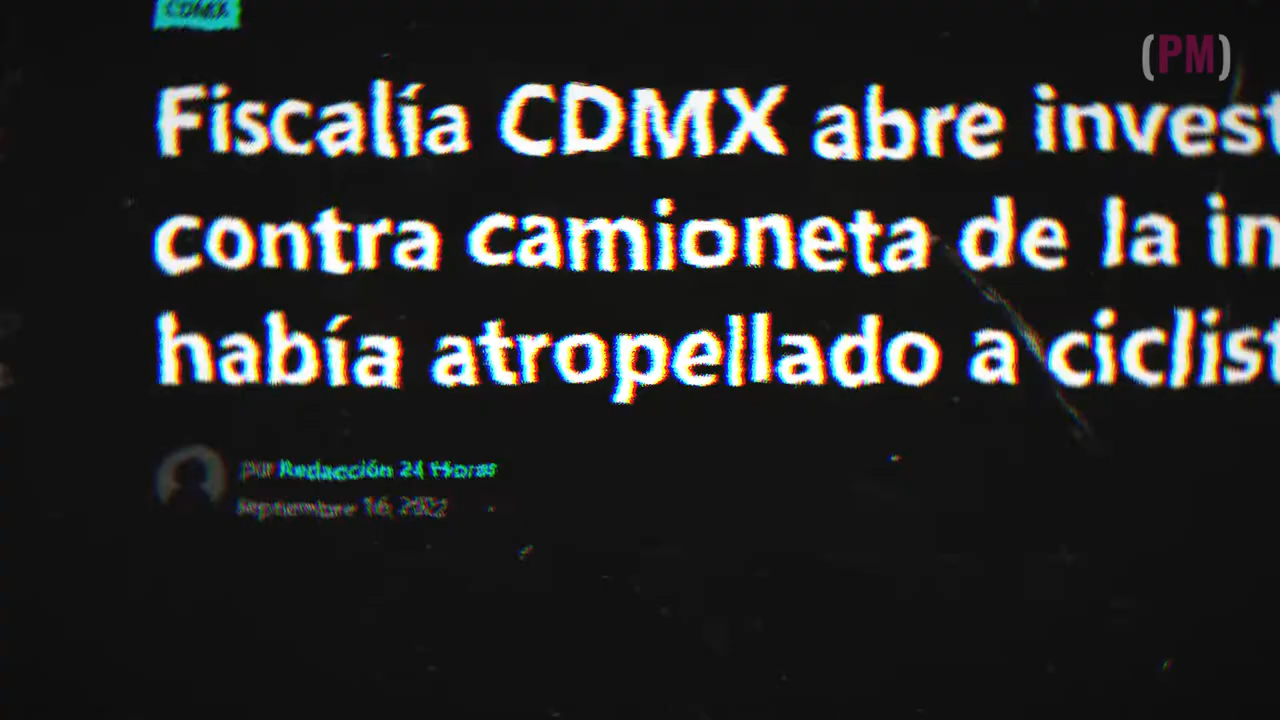 CDMX
(PM)
Fiscalía CDMX abre invest
contra camioneta de la in
había atropellado a ciclist
por Redacción 24 Horas
septiembre 16, 2022